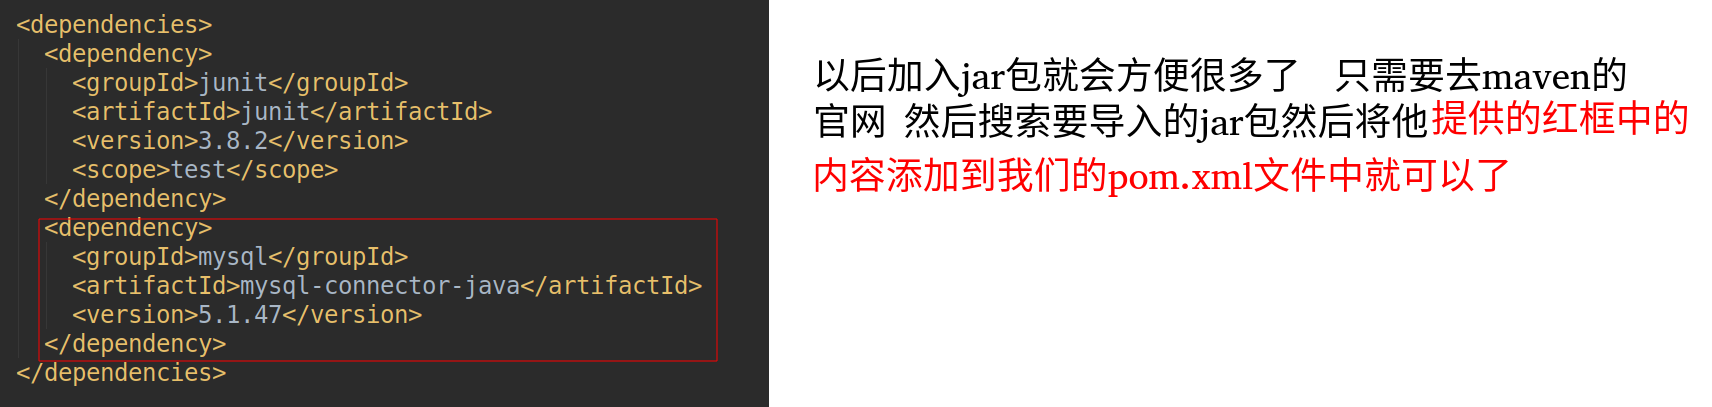 <dependencies>
<dependency>
<groupId>junit</groupId>
<artifactId>junit</artifactId>
<version>3.8.2</version>
<scope>test</scope>
</dependency>
<dependency>
<groupId>mysql</groupId>
<artifactId>mysql-connector-java</artifactId>
<version>5.1.47</version>
</dependency>
</dependencies>
以后加入jar包就会方便很多了 只需要去maven的
官网 然后搜索要导入的jar包然后将他提供的红框中的
内容添加到我们的pom.xml文件中就可以了